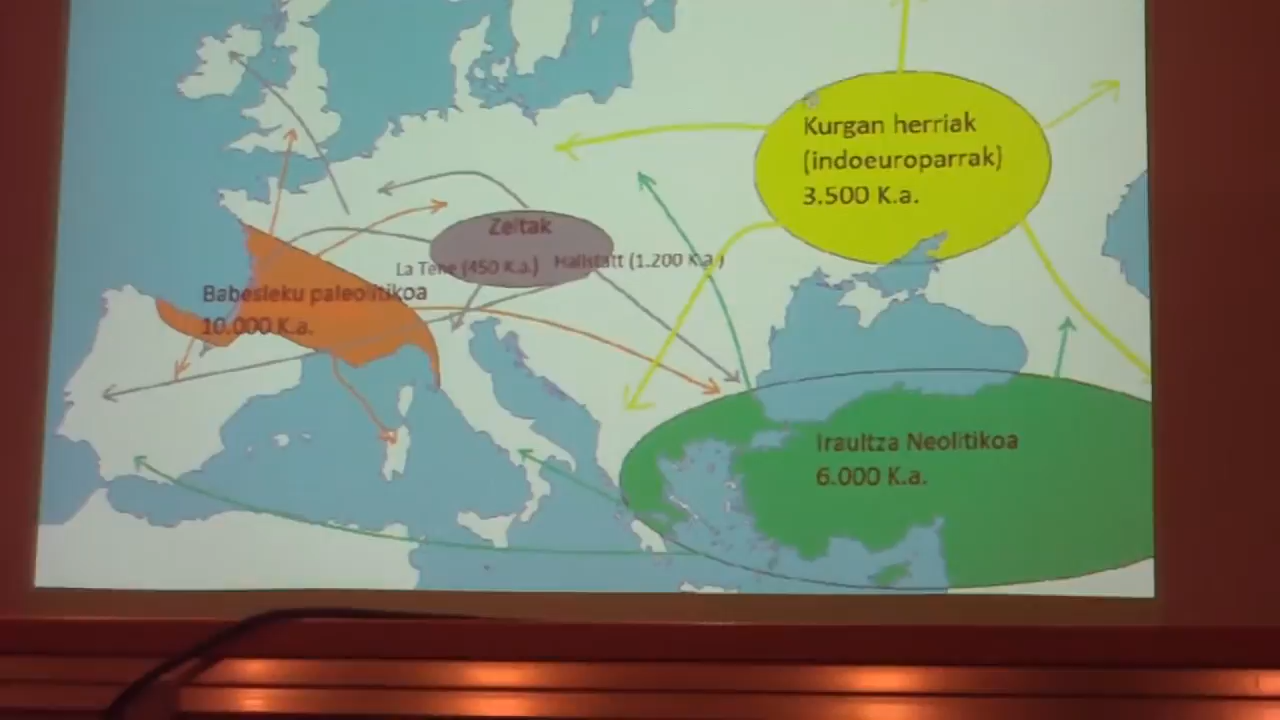 Kurgan herriak
(indoeuroparrak)
3.500 K.a.
Zeltak
La Tene (450 K.a.)
Hallstatt (1.200 K.a.)
Babesleku paleolitikoa
10.000 K.a.
Iraultza Neolitikoa
6.000 K.a.